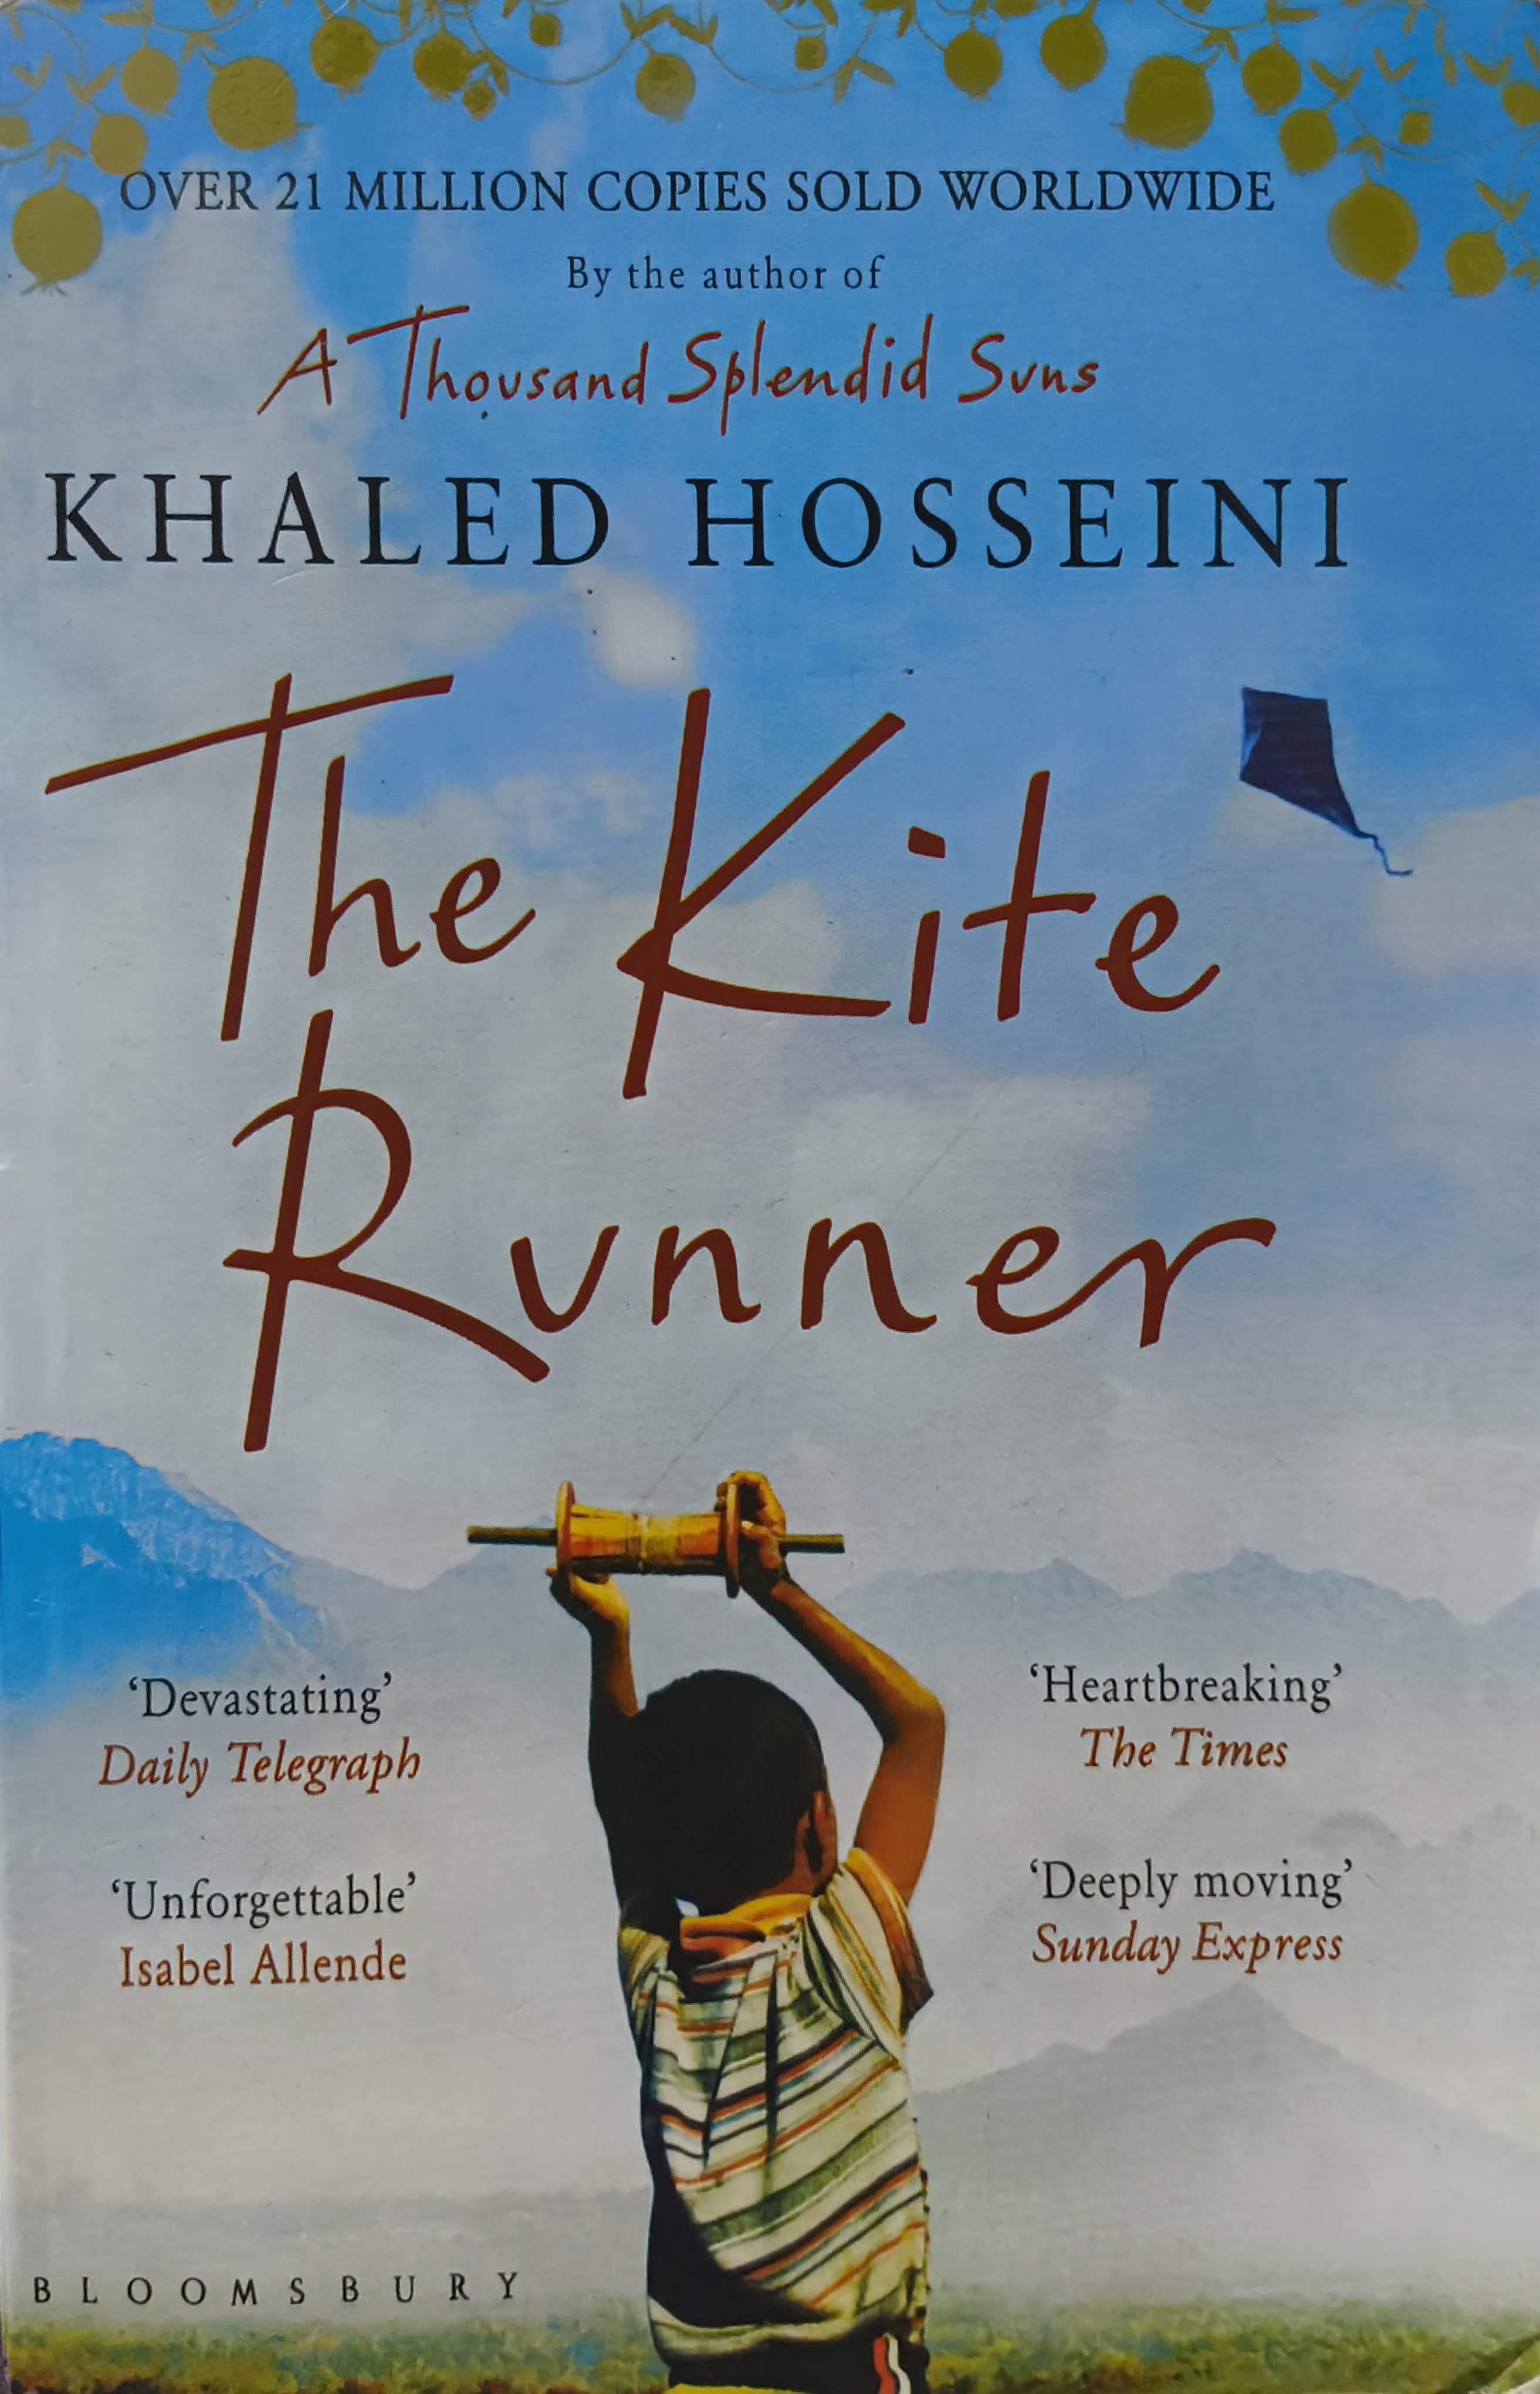 OVER 21 MILLION COPIES SOLD WORLDWIDE
By the author of
A Thousand Splendid Suns
KHALED HOSSEINI
The Kite
Runner
‘Devastating’
Daily Telegraph
‘Heartbreaking’
The Times
‘Unforgettable’
Isabel Allende
‘Deeply moving’
Sunday Express
BLOOMSBURY